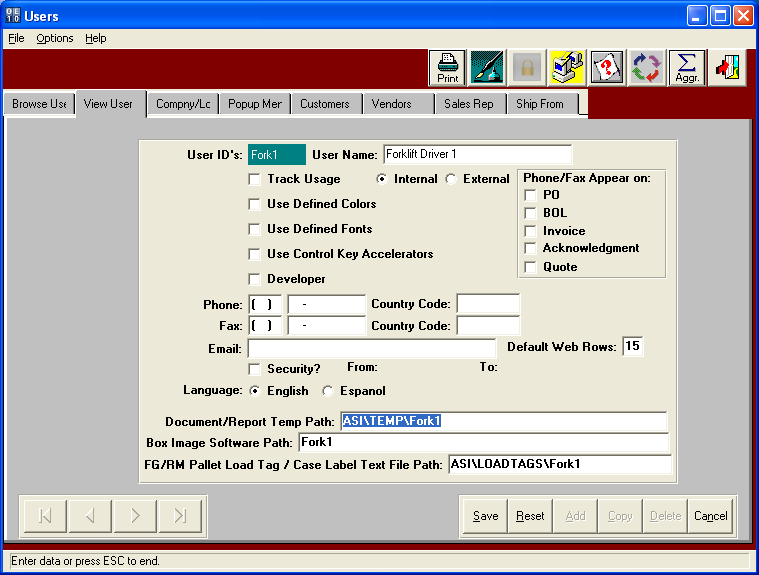 OE
10
Users
File Options Help
Print
Σ
Aggr.
Browse Use View User Compny/Lc Popup Mer Customers Vendors Sales Rep Ship From
User ID's: Fork1 User Name: Forklift Driver 1
Track Usage Internal External Phone/Fax Appear on:
PO
Use Defined Colors
BOL
Use Defined Fonts Invoice
Use Control Key Accelerators Acknowledgment
Developer Quote
Phone: ( ) - Country Code:
Fax: ( ) - Country Code:
Email: Default Web Rows: 15
Security? From: To:
Language: English Espanol
Document/Report Temp Path: ASI\TEMP\Fork1
Box Image Software Path: Fork1
FG/RM Pallet Load Tag / Case Label Text File Path: ASI\LOADTAGS\Fork1
Save Reset Add Copy Delete Cancel
Enter data or press ESC to end.